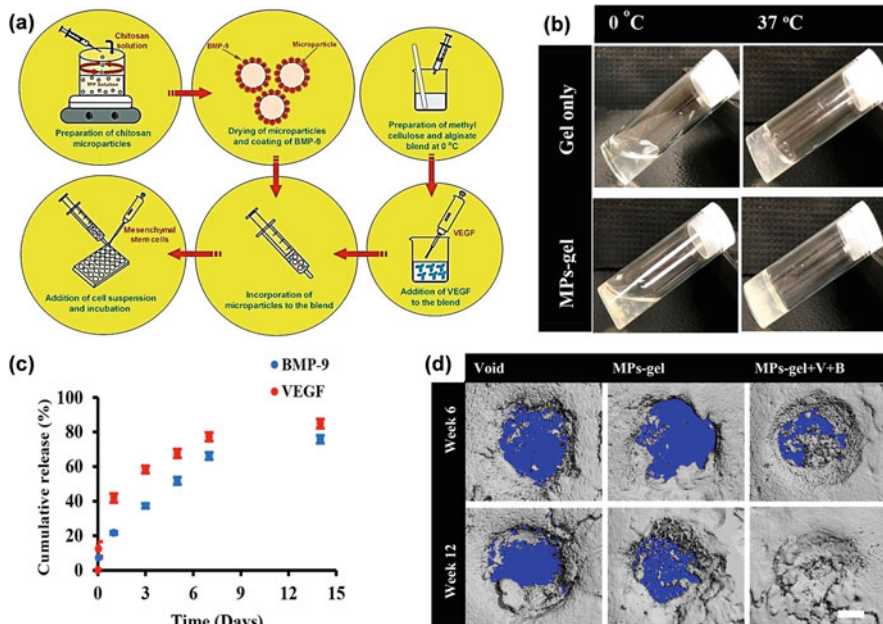 (a)
Chitosan
solution
TPP Solution
Preparation of chitosan
microparticles
BMP-9
Microparticle
Drying of microparticles
and coating of BMP-9
Preparation of methyl
cellulose and alginate
blend at 0 °C
Mesenchymal
stem cells
Addition of cell suspension
and incubation
Incorporation of
microparticles to the blend
VEGF
Addition of VEGF
to the blend
(b)
0 °C
37 °C
Gel only
MPs-gel
(c)
BMP-9
VEGF
Cumulative release (%)
100
80
60
40
20
0
0
3
6
9
12
15
Time (Days)
(d)
Void
MPs-gel
MPs-gel+V+B
Week 6
Week 12